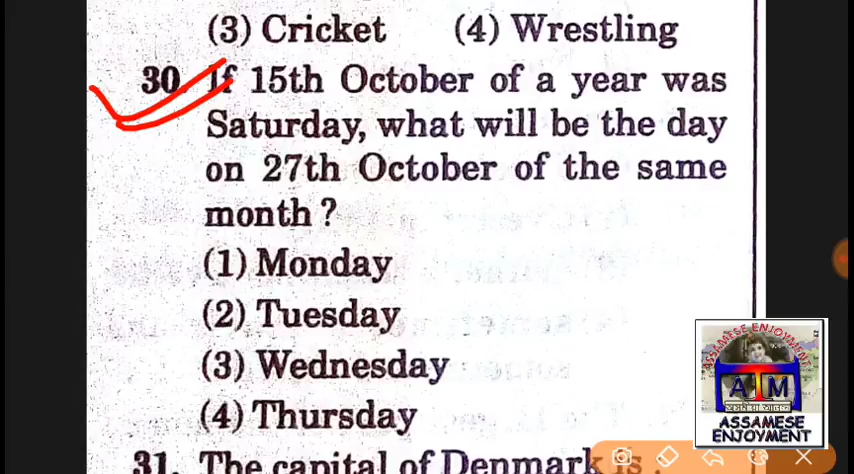 (3) Cricket (4) Wrestling
30. If 15th October of a year was
Saturday, what will be the day
on 27th October of the same
month ?
(1) Monday
(2) Tuesday
(3) Wednesday
(4) Thursday
31. The capital of Denmark is
ASSAMESE ENJOYMENT
ATM
ASSAMESE
ENJOYMENT